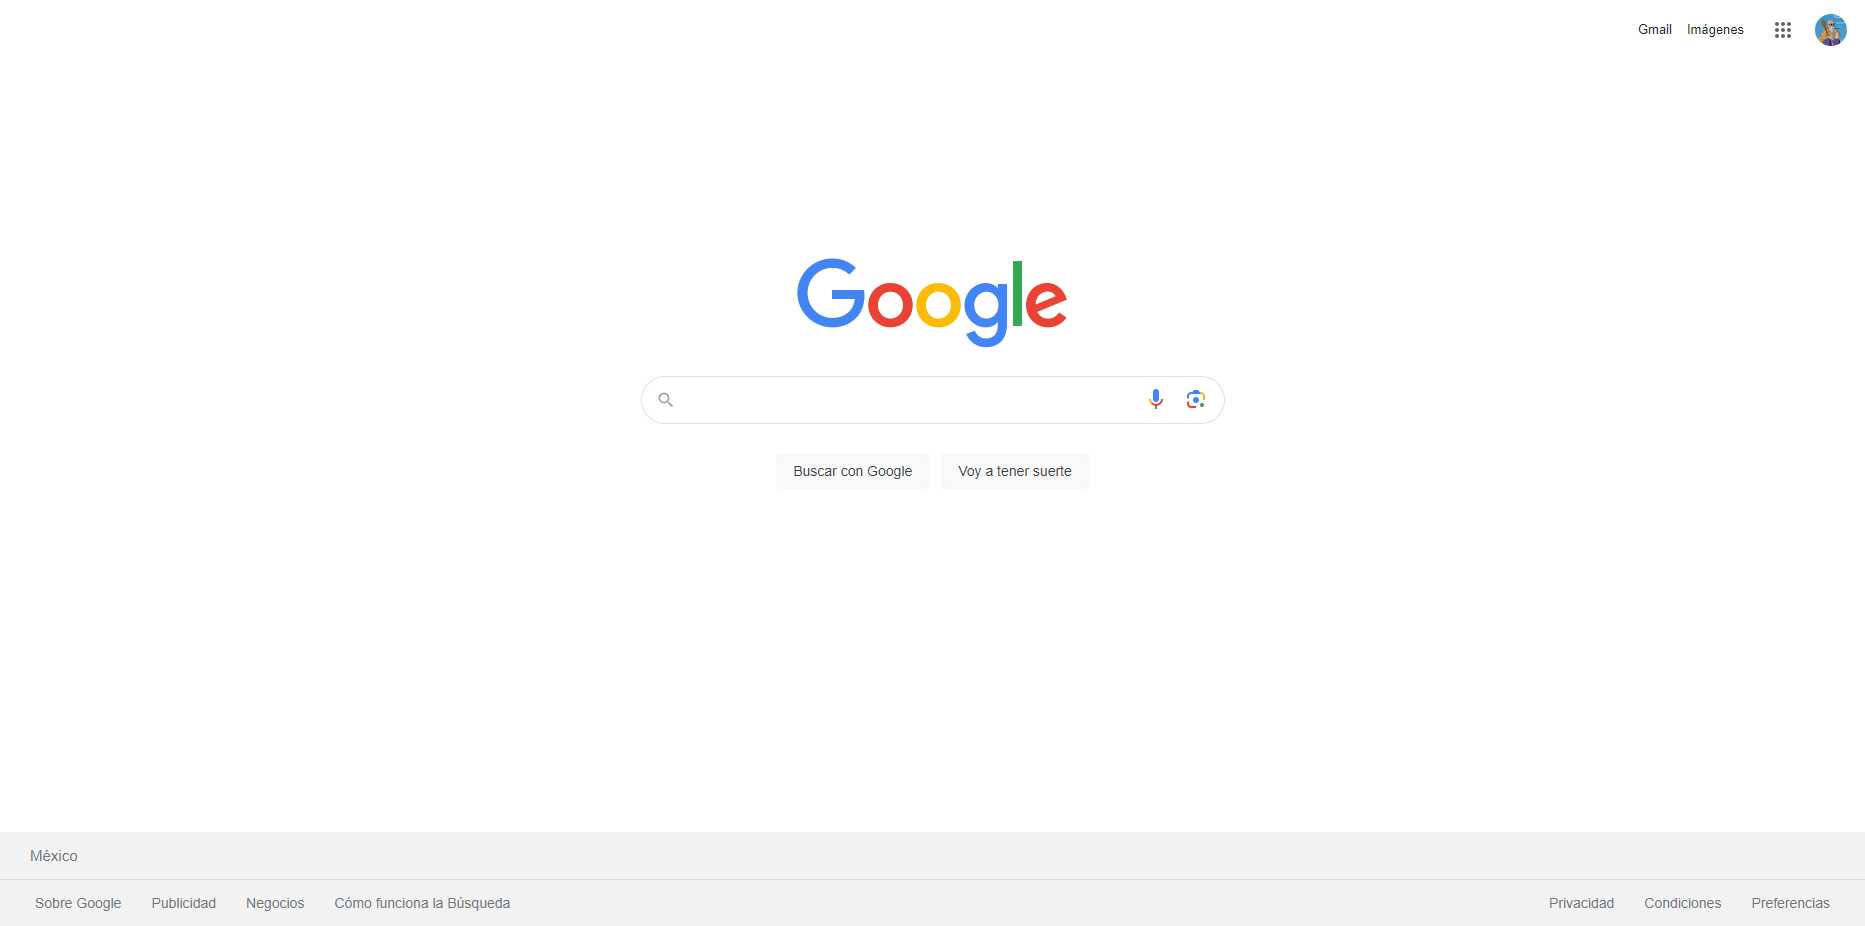 Gmail Imágenes
Google
Buscar con Google Voy a tener suerte
México
Sobre Google Publicidad Negocios Cómo funciona la Búsqueda Privacidad Condiciones Preferencias